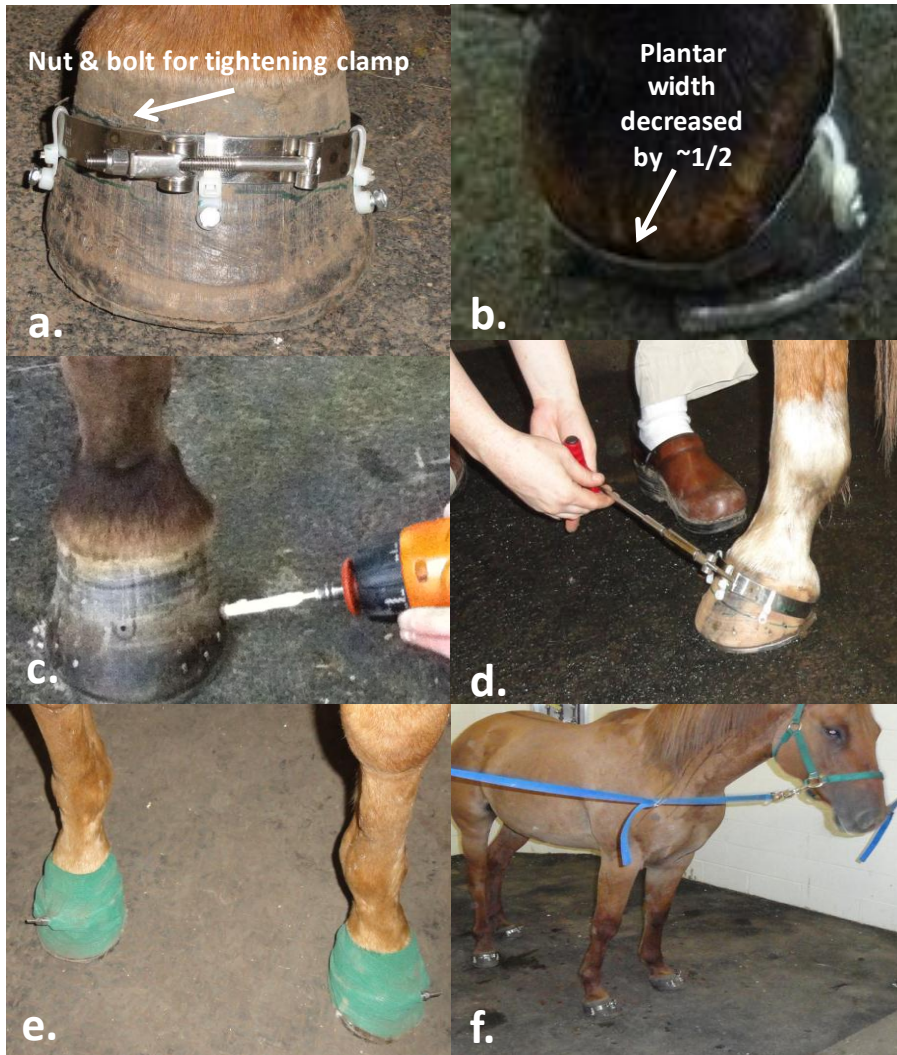 Nut & bolt for tightening clamp
a.
Plantar
width
decreased
by ~1/2
b.
c.
d.
e.
f.